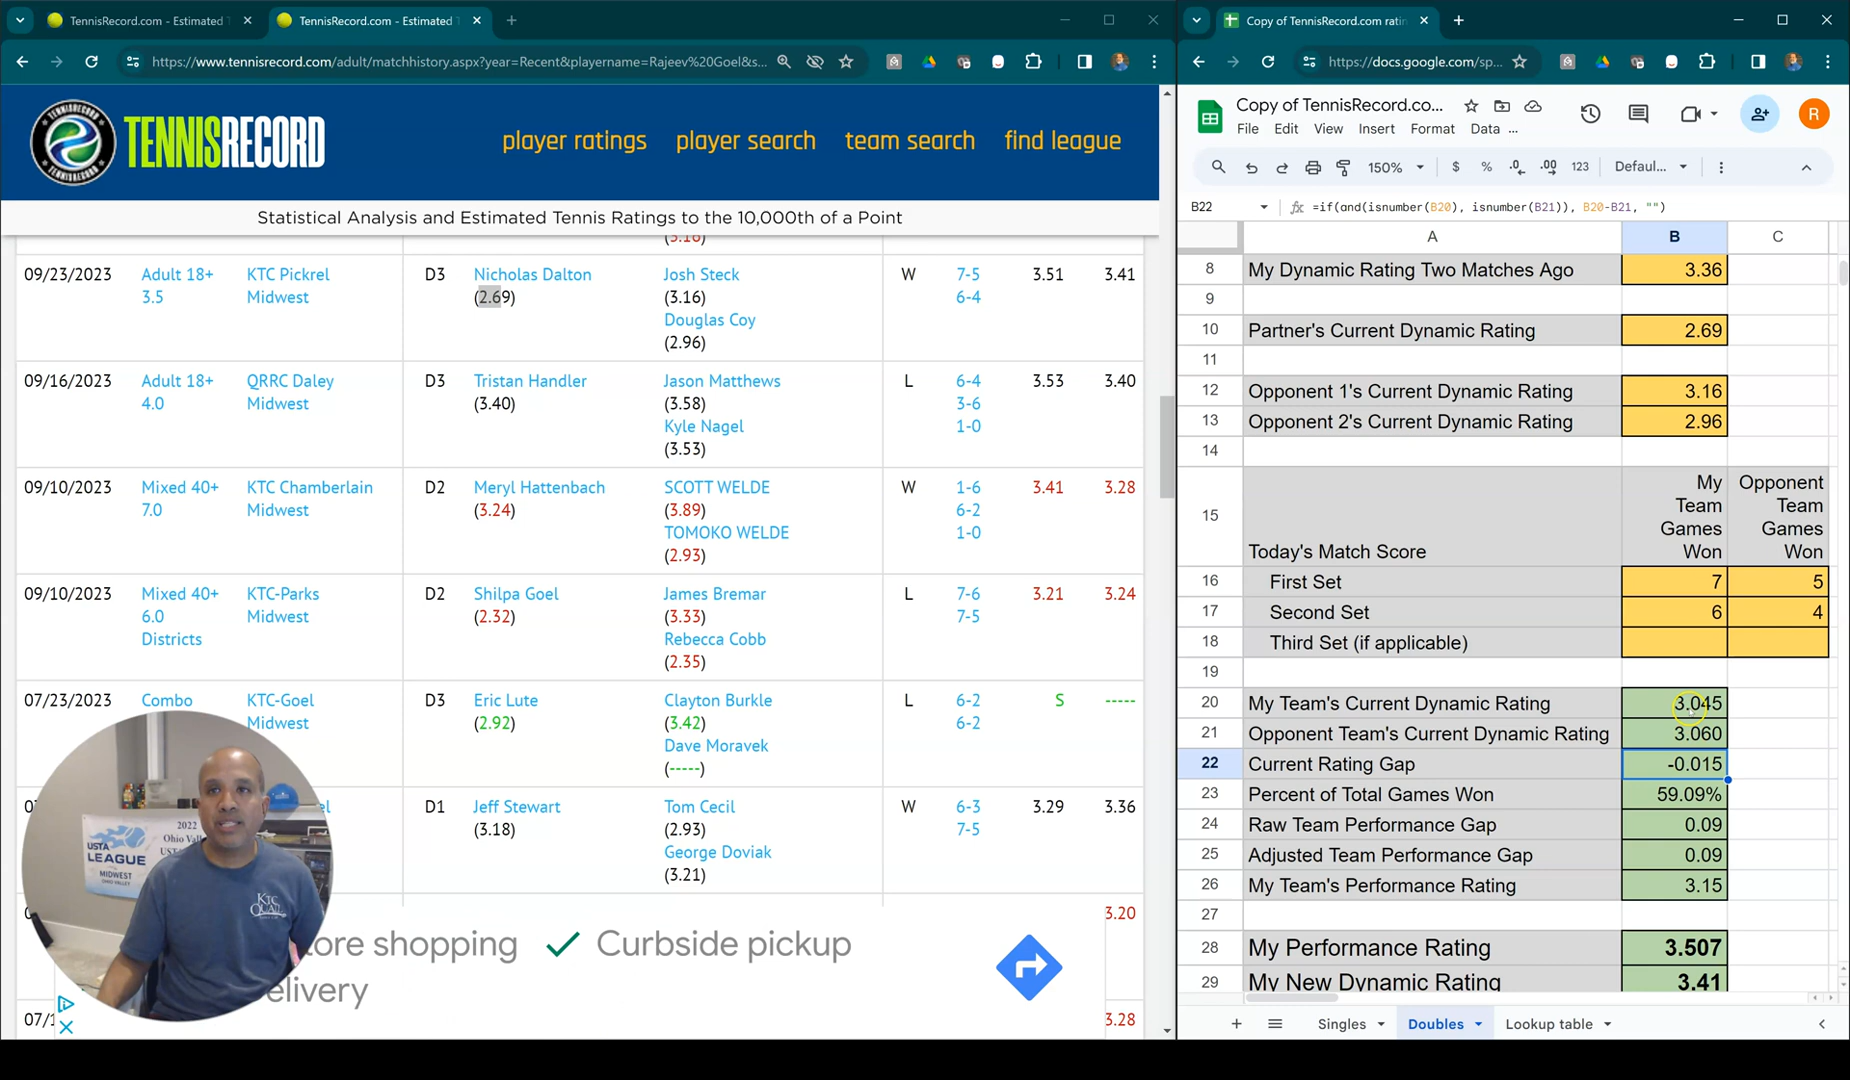 TennisRecord.com - Estimated T
TennisRecord.com - Estimated T
https://www.tennisrecord.com/adult/matchhistory.aspx?year=Recent&playername=Rajeev%20Goel&s...
TENNISRECORD
player ratings
player search
team search
find league
Statistical Analysis and Estimated Tennis Ratings to the 10,000th of a Point
(3.16)
09/23/2023 Adult 18+ KTC Pickrel D3 Nicholas Dalton Josh Steck W 7-5 3.51 3.41
3.5 Midwest (2.69) (3.16) 6-4
Douglas Coy
(2.96)
09/16/2023 Adult 18+ QRRC Daley D3 Tristan Handler Jason Matthews L 6-4 3.53 3.40
4.0 Midwest (3.40) (3.58) 3-6
Kyle Nagel 1-0
(3.53)
09/10/2023 Mixed 40+ KTC Chamberlain D2 Meryl Hattenbach SCOTT WELDE W 1-6 3.41 3.28
7.0 Midwest (3.24) (3.89) 6-2
TOMOKO WELDE 1-0
(2.93)
09/10/2023 Mixed 40+ KTC-Parks D2 Shilpa Goel James Bremar L 7-6 3.21 3.24
6.0 Midwest (2.32) (3.33) 7-5
Districts Rebecca Cobb
(2.35)
07/23/2023 Combo KTC-Goel D3 Eric Lute Clayton Burkle L 6-2 S -----
Midwest (2.92) (3.42) 6-2
Dave Moravek
(-----)
D1 Jeff Stewart Tom Cecil W 6-3 3.29 3.36
(3.18) (2.93) 7-5
George Doviak
(3.21)
3.20
3.28
2022
Ohio Vall
UST
USTA
LEAGUE
MIDWEST
OHIO VALLEY
KTC
QUAIL
tore shopping
Curbside pickup
elivery
07/1
Copy of TennisRecord.com ratin
https://docs.google.com/sp...
Copy of TennisRecord.co...
File Edit View Insert Format Data ...
R
150% $ % .0 .00 123 Defaul...
B22 fx =if(and(isnumber(B20), isnumber(B21)), B20-B21, "")
A B C
8 My Dynamic Rating Two Matches Ago 3.36
9
10 Partner's Current Dynamic Rating 2.69
11
12 Opponent 1's Current Dynamic Rating 3.16
13 Opponent 2's Current Dynamic Rating 2.96
14
15 Today's Match Score My Team Games Won Opponent Team Games Won
16 First Set 7 5
17 Second Set 6 4
18 Third Set (if applicable)
19
20 My Team's Current Dynamic Rating 3.045
21 Opponent Team's Current Dynamic Rating 3.060
22 Current Rating Gap -0.015
23 Percent of Total Games Won 59.09%
24 Raw Team Performance Gap 0.09
25 Adjusted Team Performance Gap 0.09
26 My Team's Performance Rating 3.15
27
28 My Performance Rating 3.507
29 My New Dynamic Rating 3.41
Singles Doubles Lookup table